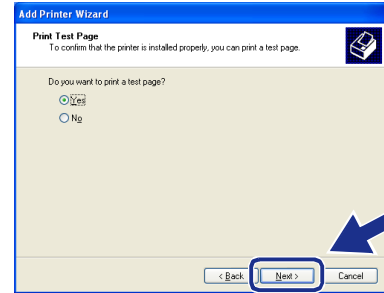 Add Printer Wizard
Print Test Page
To confirm that the printer is installed properly, you can print a test page.
Do you want to print a test page?
Yes
No
< Back Next > Cancel